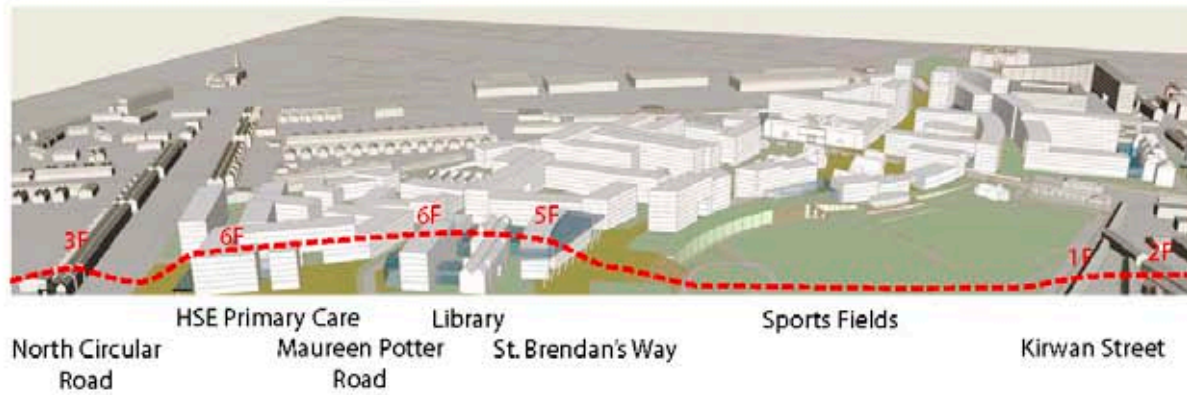 3F
6F
6F
5F
1F
2F
HSE Primary Care
Library
Sports Fields
North Circular
Road
Maureen Potter
Road
St. Brendan's Way
Kirwan Street